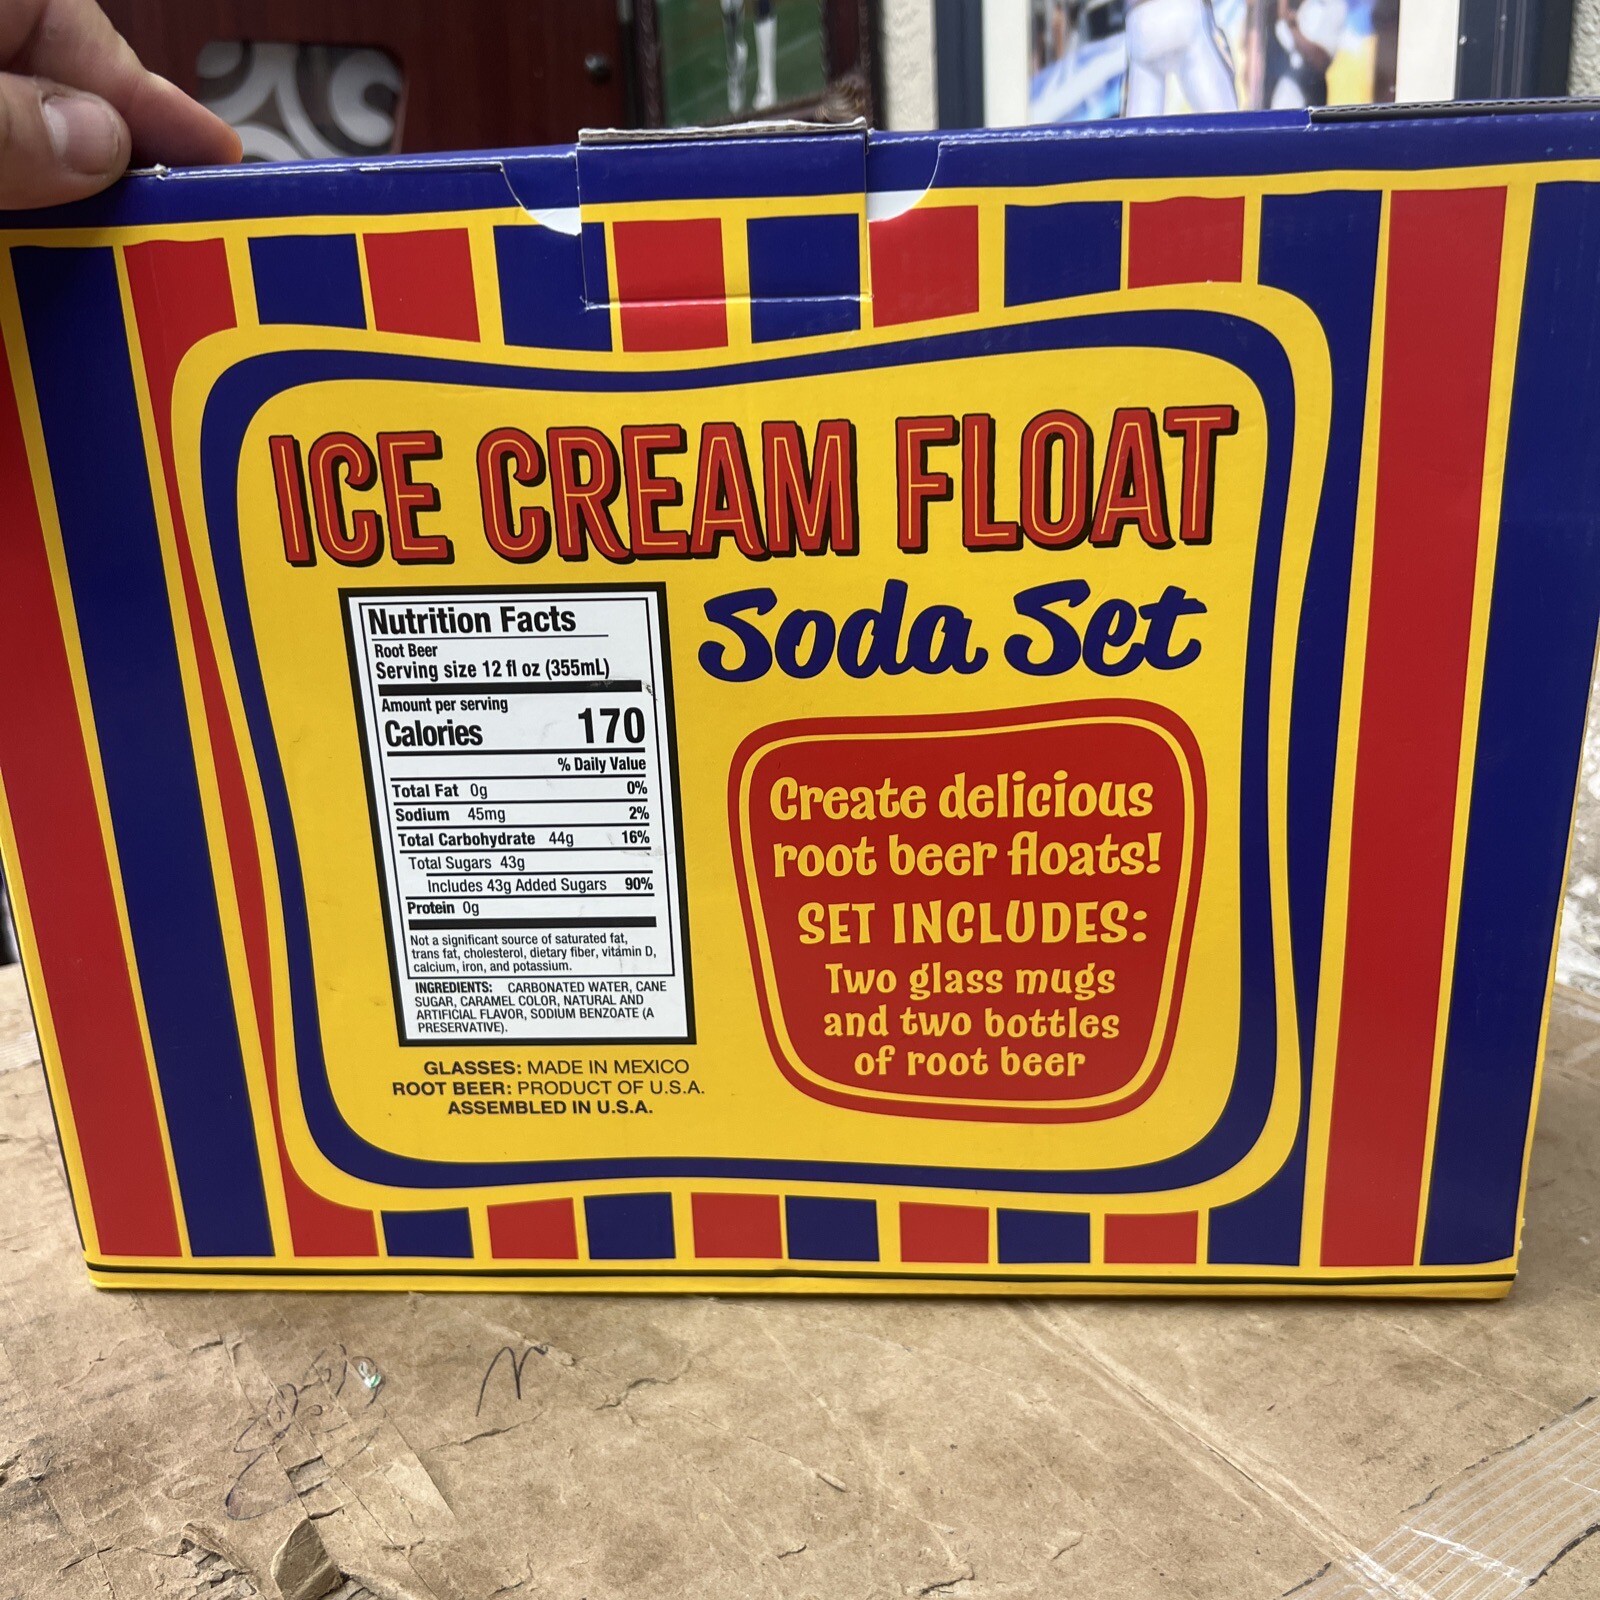 ICE CREAM FLOAT
Soda Set
Nutrition Facts
Root Beer
Serving size 12 fl oz (355mL)
Amount per serving
Calories 170
% Daily Value
Total Fat 0g 0%
Sodium 45mg 2%
Total Carbohydrate 44g 16%
Total Sugars 43g
Includes 43g Added Sugars 90%
Protein 0g
Not a significant source of saturated fat,
trans fat, cholesterol, dietary fiber, vitamin D,
calcium, iron, and potassium.
INGREDIENTS: CARBONATED WATER, CANE
SUGAR, CARAMEL COLOR, NATURAL AND
ARTIFICIAL FLAVOR, SODIUM BENZOATE (A
PRESERVATIVE).
GLASSES: MADE IN MEXICO
ROOT BEER: PRODUCT OF U.S.A.
ASSEMBLED IN U.S.A.
Create delicious
root beer floats!
SET INCLUDES:
Two glass mugs
and two bottles
of root beer